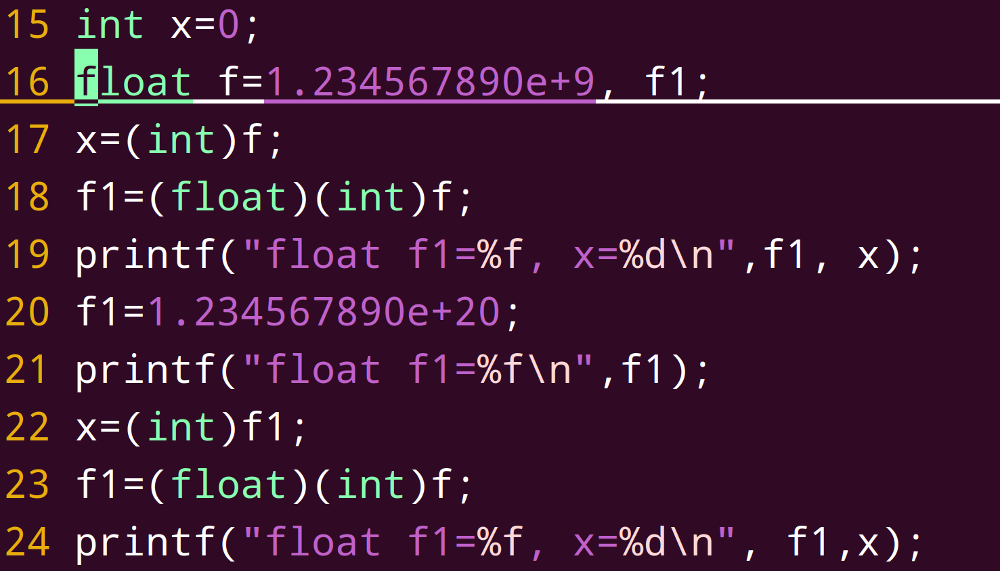 15 int x=0;
16 float f=1.234567890e+9, f1;
17 x=(int)f;
18 f1=(float)(int)f;
19 printf("float f1=%f, x=%d\n",f1, x);
20 f1=1.234567890e+20;
21 printf("float f1=%f\n",f1);
22 x=(int)f1;
23 f1=(float)(int)f;
24 printf("float f1=%f, x=%d\n", f1,x);